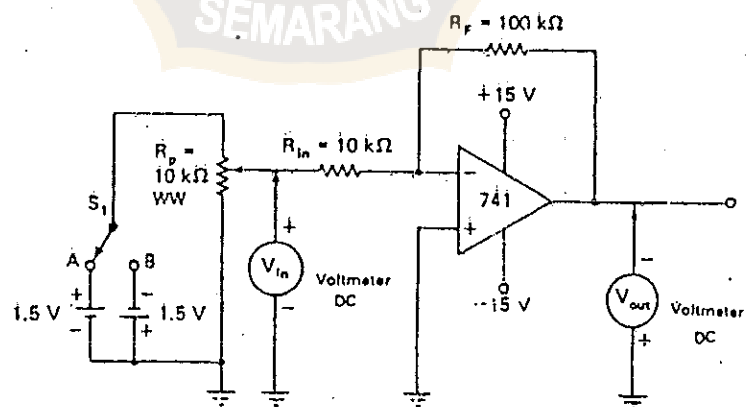 SEMARANG
R_F = 100 kΩ
+15 V
R_p =
10 kΩ
WW
R_in = 10 kΩ
S_1
A
B
-
+
741
+
V_in
-
Voltmeter
DC
-15 V
-
V_out
+
Voltmeter
DC
+
-
1.5 V
-
+
1.5 V